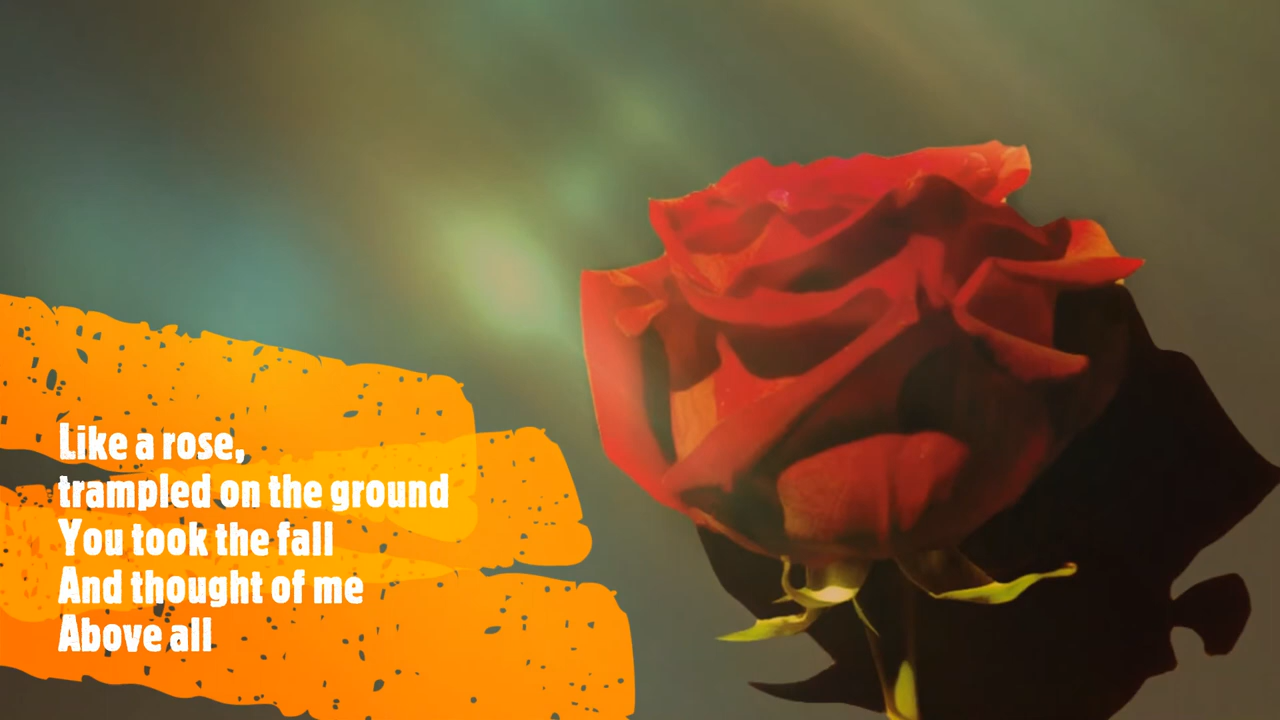 Like a rose,
trampled on the ground
You took the fall
And thought of me
Above all